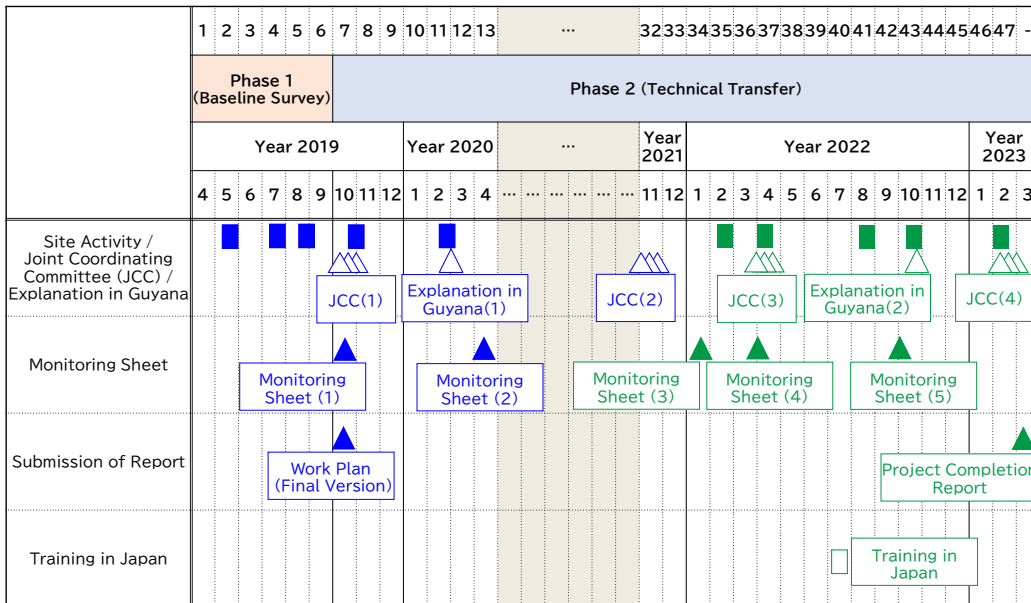 1 2 3 4 5 6 7 8 9 10 11 12 13 ... 32 33 34 35 36 37 38 39 40 41 42 43 44 45 46 47 -
Phase 1
(Baseline Survey)
Phase 2 (Technical Transfer)
Year 2019
Year 2020
...
Year
2021
Year 2022
Year
2023
4 5 7 8 9 10 11 12 1 2 3 4 ... ... ... ... ... ... 11 12 1 2 3 4 5 6 7 8 9 10 11 12 1 2 3
Site Activity /
Joint Coordinating
Committee (JCC) /
Explanation in Guyana
JCC(1)
Explanation in
Guyana(1)
JCC(2)
JCC(3)
Explanation in
Guyana(2)
JCC(4)
Monitoring Sheet
Monitoring
Sheet (1)
Monitoring
Sheet (2)
Monitoring
Sheet (3)
Monitoring
Sheet (4)
Monitoring
Sheet (5)
Submission of Report
Work Plan
(Final Version)
Project Completion
Report
Training in Japan
Training in
Japan